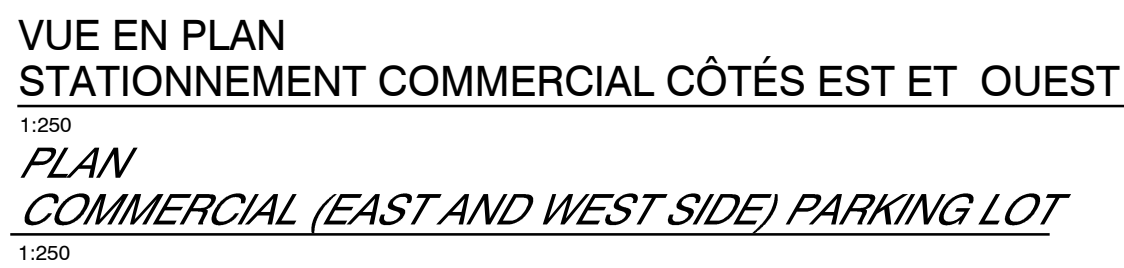 VUE EN PLAN
STATIONNEMENT COMMERCIAL CÔTÉS EST ET  OUEST
1:250
PLAN
COMMERCIAL (EAST AND WEST SIDE) PARKING LOT
1:250